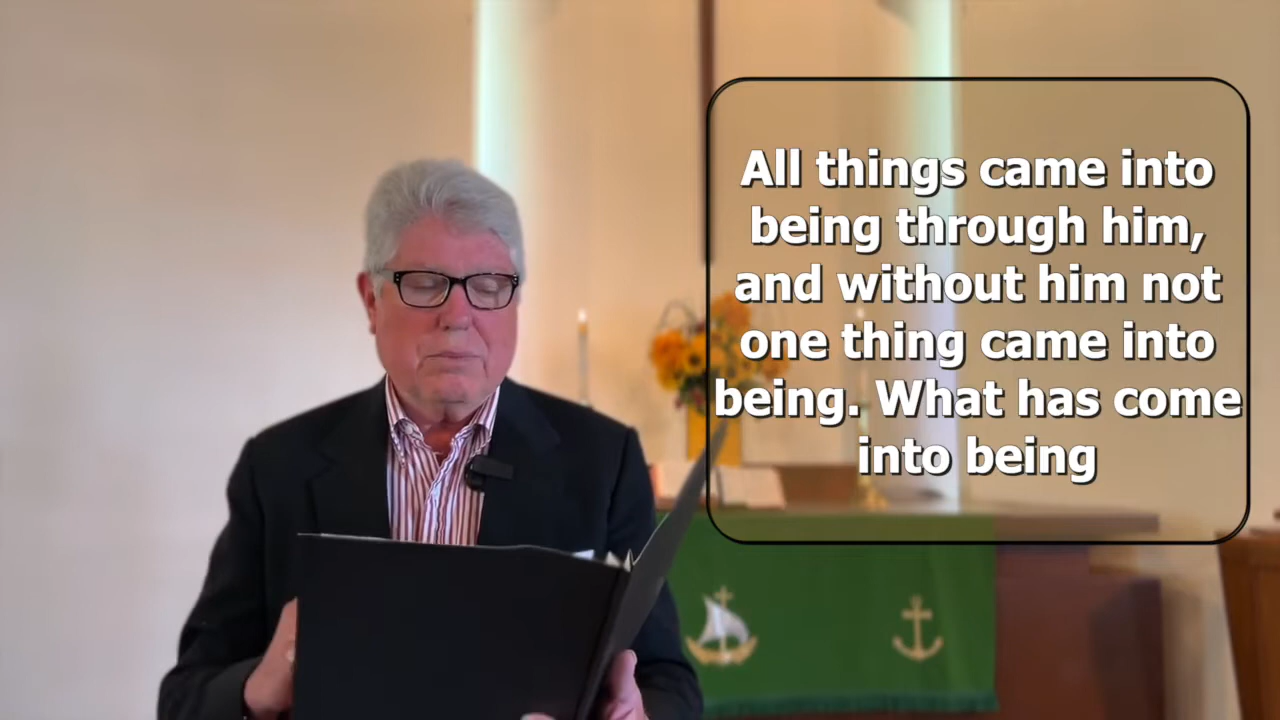 All things came into
being through him,
and without him not
one thing came into
being. What has come
into being